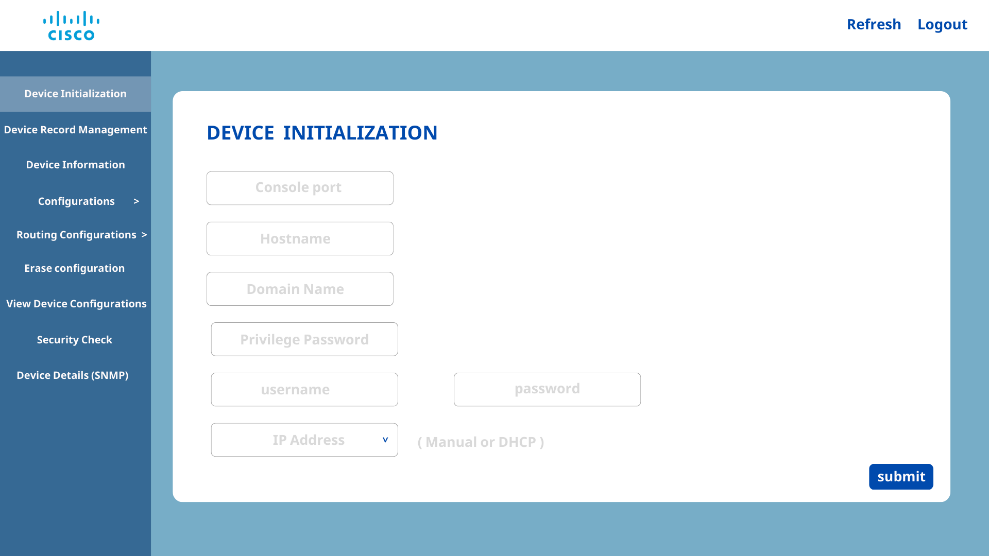 CISCO
Refresh Logout
Device Initialization
Device Record Management
Device Information
Configurations >
Routing Configurations >
Erase configuration
View Device Configurations
Security Check
Device Details (SNMP)
DEVICE INITIALIZATION
Console port
Hostname
Domain Name
Privilege Password
username password
IP Address v ( Manual or DHCP )
submit